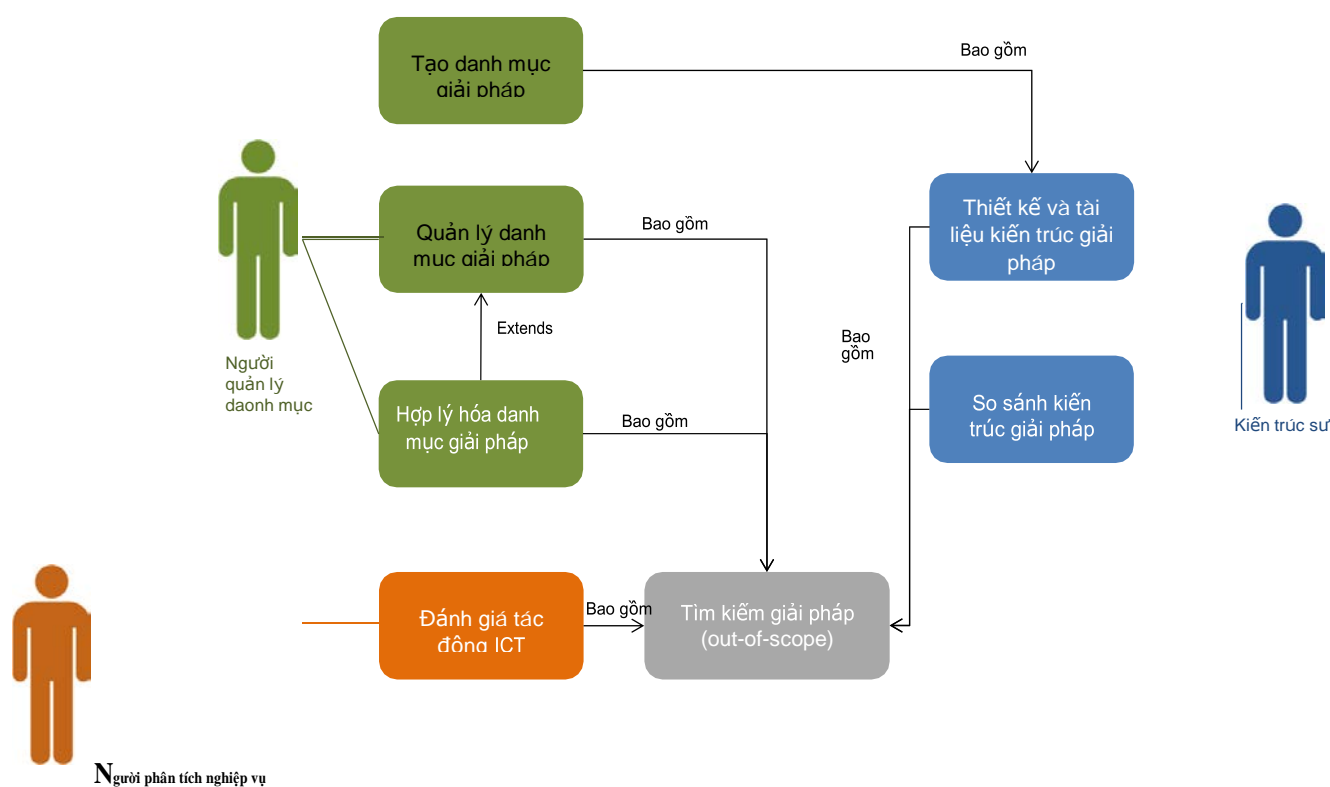 Tạo danh mục
giải pháp
Bao gồm
Quản lý danh
mục giải pháp
Bao gồm
Thiết kế và tài
liệu kiến trúc giải
pháp
Extends
Bao
gồm
Người
quản lý
daonh mục
Hợp lý hóa danh
mục giải pháp
Bao gồm
So sánh kiến
trúc giải pháp
Kiến trúc sư
Đánh giá tác
động ICT
Bao gồm
Tìm kiếm giải pháp
(out-of-scope)
Người phân tích nghiệp vụ